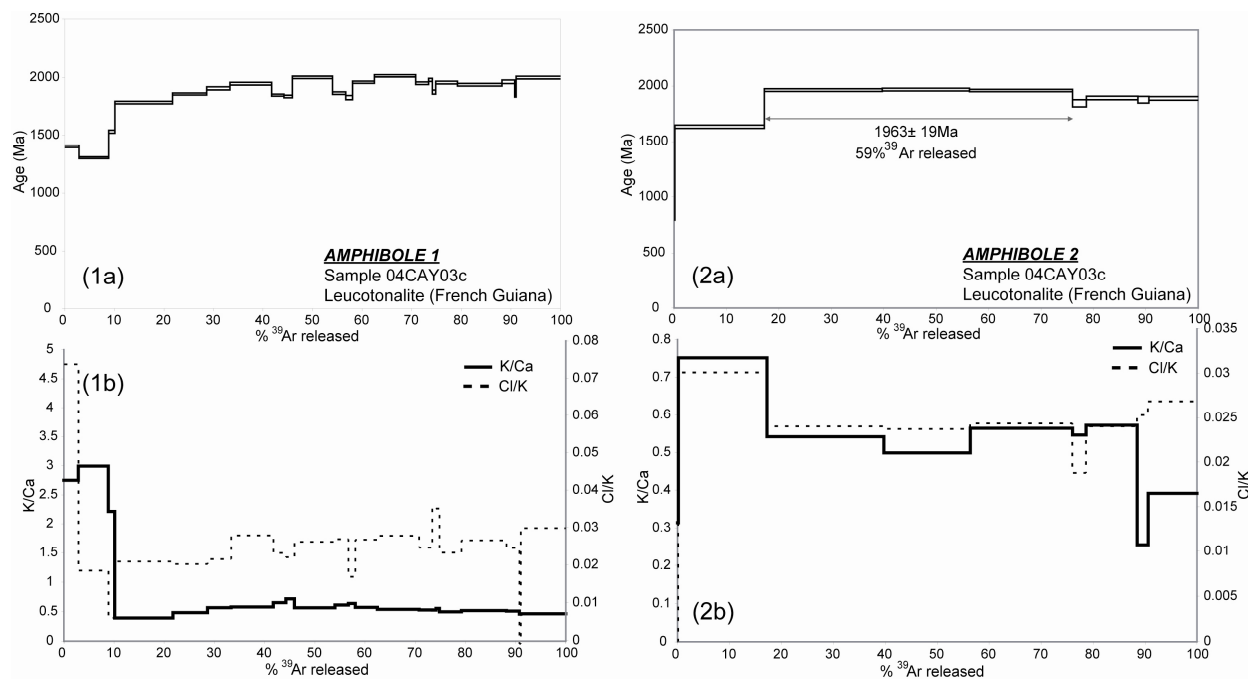 2500
2000
1500
1000
500
0
Age (Ma)
(1a)
AMPHIBOLE 1
Sample 04CAY03c
Leucotonalite (French Guiana)
0 10 20 30 40 50 60 70 80 90 100
% 39Ar released
2500
2000
1500
1000
500
0
Age (Ma)
1963± 19Ma
59%39Ar released
(2a)
AMPHIBOLE 2
Sample 04CAY03c
Leucotonalite (French Guiana)
0 10 20 30 40 50 60 70 80 90 100
% 39Ar released
5
4.5
4
3.5
3
2.5
2
1.5
1
0.5
0
K/Ca
(1b)
K/Ca
Cl/K
0.08
0.07
0.06
0.05
0.04
0.03
0.02
0.01
0
Cl/K
0 10 20 30 40 50 60 70 80 90 100
% 39Ar released
0.8
0.7
0.6
0.5
0.4
0.3
0.2
0.1
0
K/Ca
K/Ca
Cl/K
(2b)
0.035
0.03
0.025
0.02
0.015
0.01
0.005
0
Cl/K
0 10 20 30 40 50 60 70 80 90 100
% 39Ar released